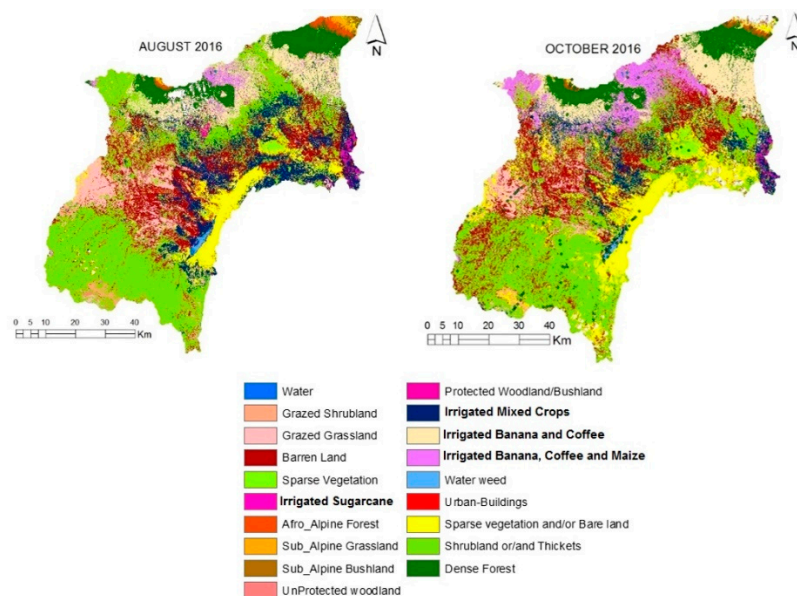 AUGUST 2016
N
OCTOBER 2016
N
0 5 10 20 30 40
Km
0 5 10 20 30 40
Km
Water
Grazed Shrubland
Grazed Grassland
Barren Land
Sparse Vegetation
Irrigated Sugarcane
Afro_Alpine Forest
Sub_Alpine Grassland
Sub_Alpine Bushland
UnProtected woodland
Protected Woodland/Bushland
Irrigated Mixed Crops
Irrigated Banana and Coffee
Irrigated Banana, Coffee and Maize
Water weed
Urban-Buildings
Sparse vegetation and/or Bare land
Shrubland or/and Thickets
Dense Forest